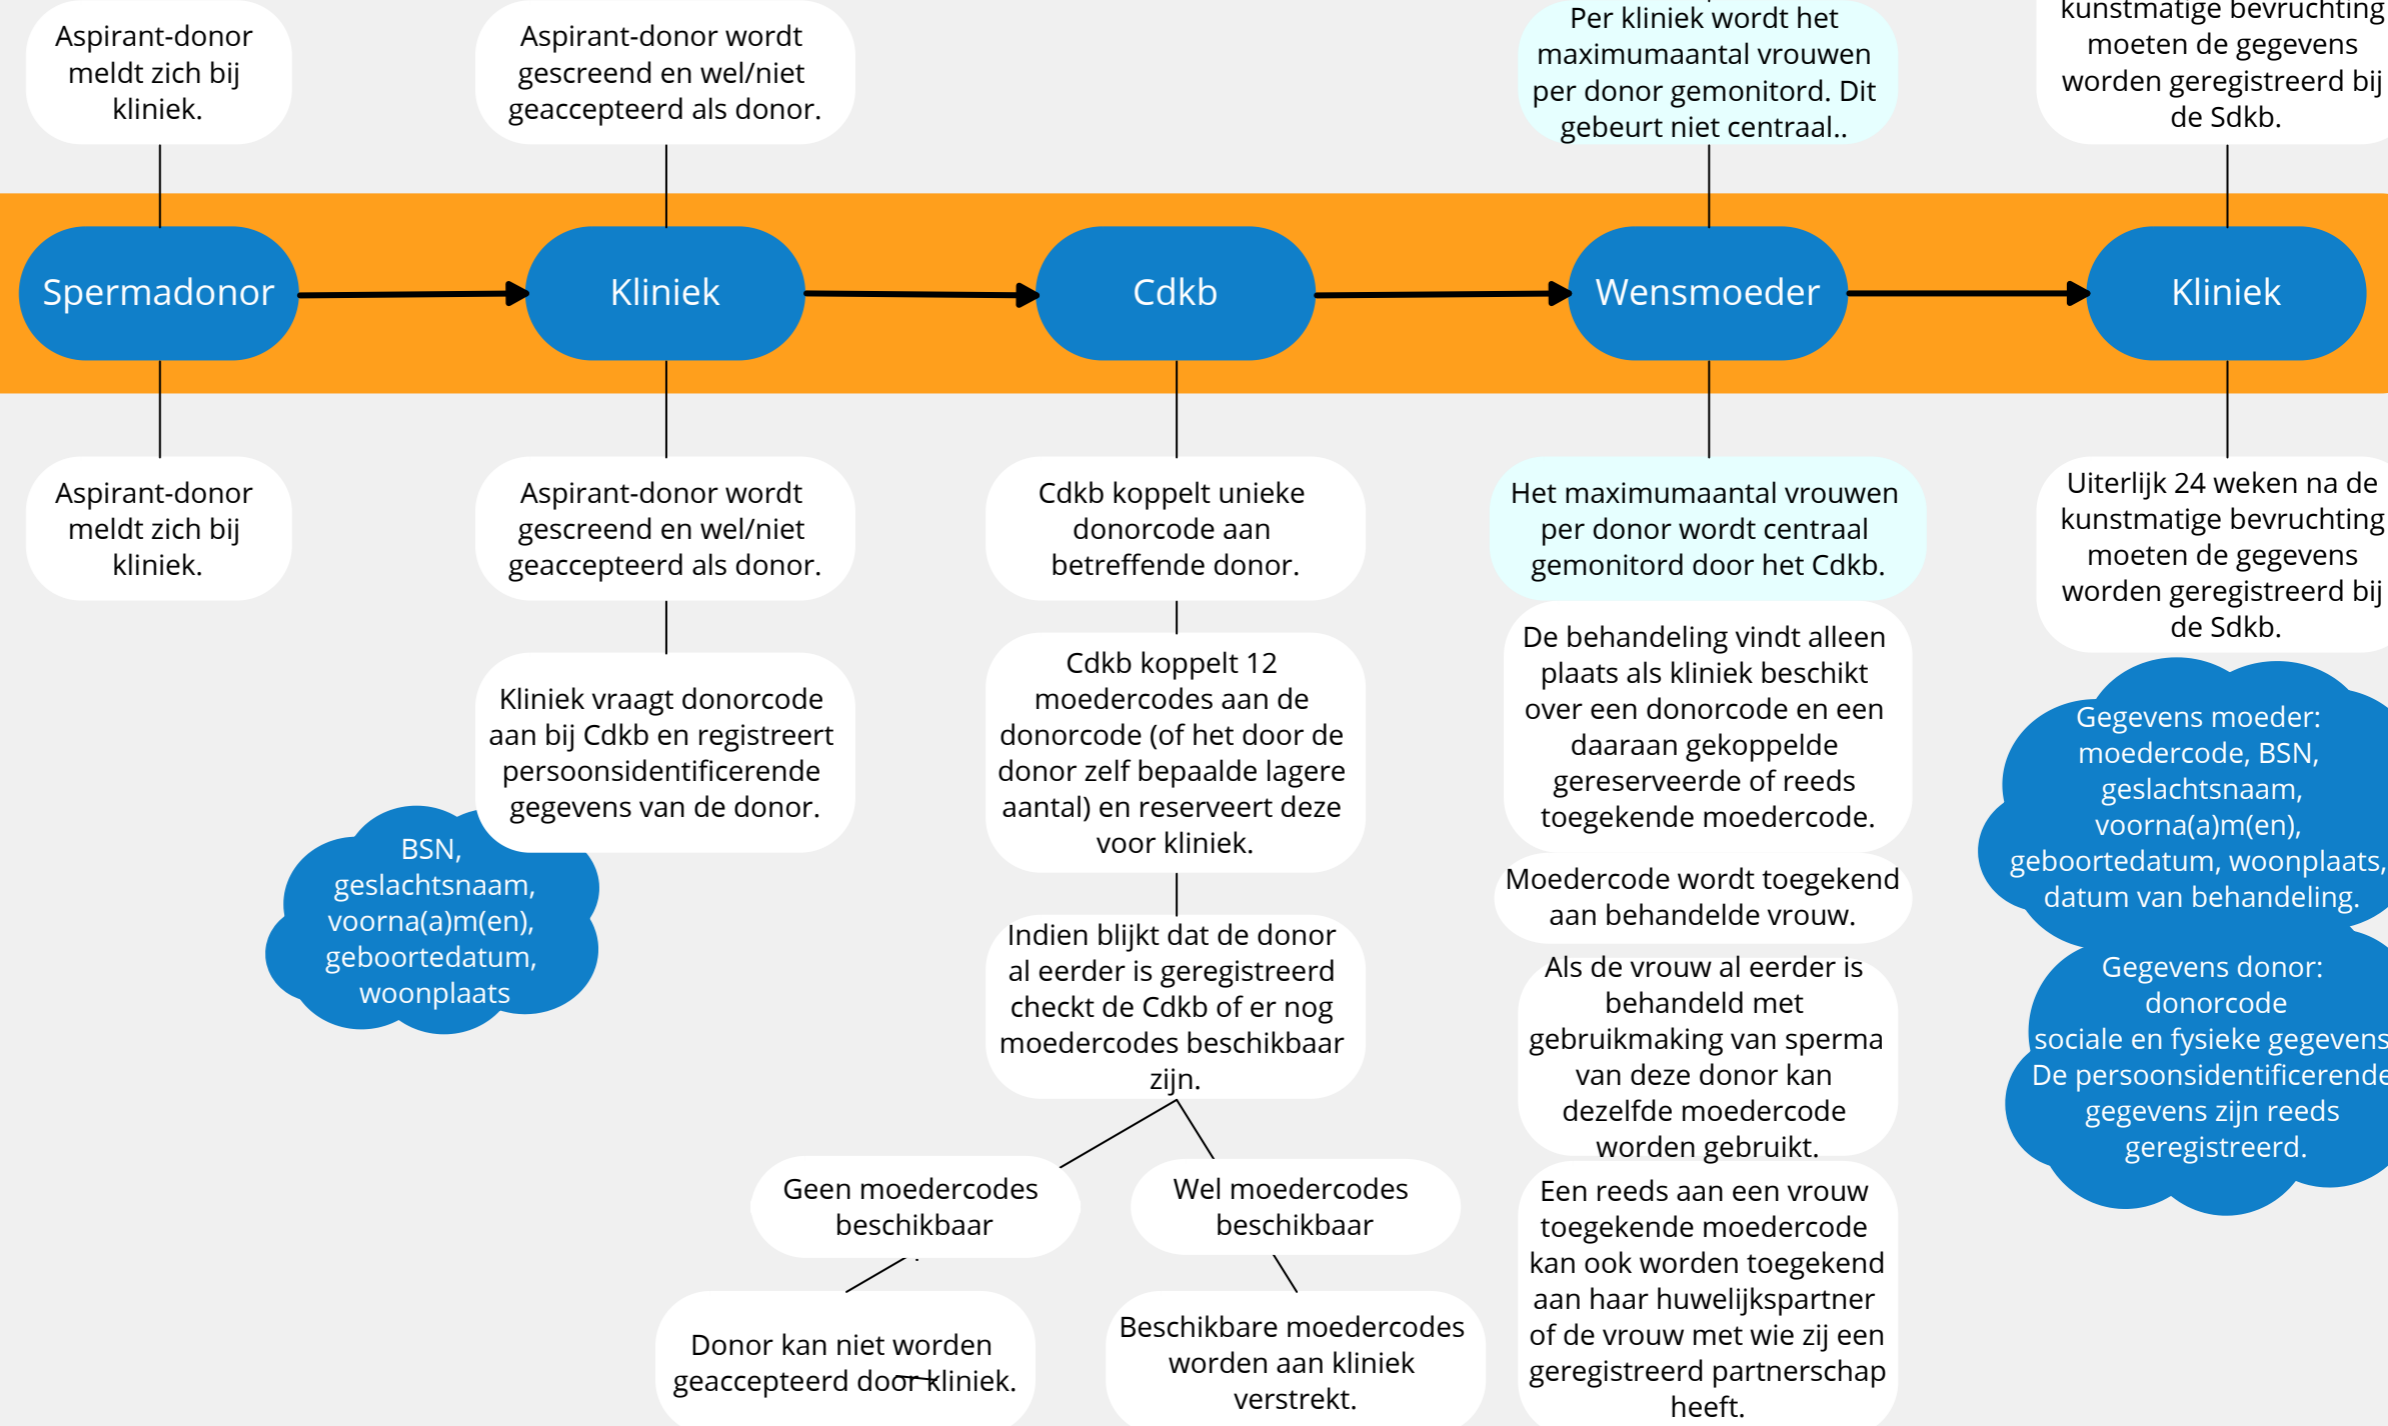 Aspirant-donor
meldt zich bij
kliniek.
Aspirant-donor wordt
gescreend en wel/niet
geaccepteerd als donor.
Per kliniek wordt het
maximumaantal vrouwen
per donor gemonitord. Dit
gebeurt niet centraal..
kunstmatige bevruchting
moeten de gegevens
worden geregistreerd bij
de Sdkb.
Spermadonor
Kliniek
Cdkb
Wensmoeder
Kliniek
Aspirant-donor
meldt zich bij
kliniek.
Aspirant-donor wordt
gescreend en wel/niet
geaccepteerd als donor.
Kliniek vraagt donorcode
aan bij Cdkb en registreert
persoonsidentificerende
gegevens van de donor.
BSN,
geslachtsnaam,
voorna(a)m(en),
geboortedatum,
woonplaats
Cdkb koppelt unieke
donorcode aan
betreffende donor.
Cdkb koppelt 12
moedercodes aan de
donorcode (of het door de
donor zelf bepaalde lagere
aantal) en reserveert deze
voor kliniek.
Indien blijkt dat de donor
al eerder is geregistreerd
checkt de Cdkb of er nog
moedercodes beschikbaar
zijn.
Geen moedercodes
beschikbaar
Wel moedercodes
beschikbaar
Donor kan niet worden
geaccepteerd door kliniek.
Beschikbare moedercodes
worden aan kliniek
verstrekt.
Het maximumaantal vrouwen
per donor wordt centraal
gemonitord door het Cdkb.
De behandeling vindt alleen
plaats als kliniek beschikt
over een donorcode en een
daaraan gekoppelde
gereserveerde of reeds
toegekende moedercode.
Moedercode wordt toegekend
aan behandelde vrouw.
Als de vrouw al eerder is
behandeld met
gebruikmaking van sperma
van deze donor kan
dezelfde moedercode
worden gebruikt.
Een reeds aan een vrouw
toegekende moedercode
kan ook worden toegekend
aan haar huwelijkspartner
of de vrouw met wie zij een
geregistreerd partnerschap
heeft.
Uiterlijk 24 weken na de
kunstmatige bevruchting
moeten de gegevens
worden geregistreerd bij
de Sdkb.
Gegevens moeder:
moedercode, BSN,
geslachtsnaam,
voorna(a)m(en),
geboortedatum, woonplaats,
datum van behandeling.
Gegevens donor:
donorcode
sociale en fysieke gegevens
De persoonsidentificerende
gegevens zijn reeds
geregistreerd.